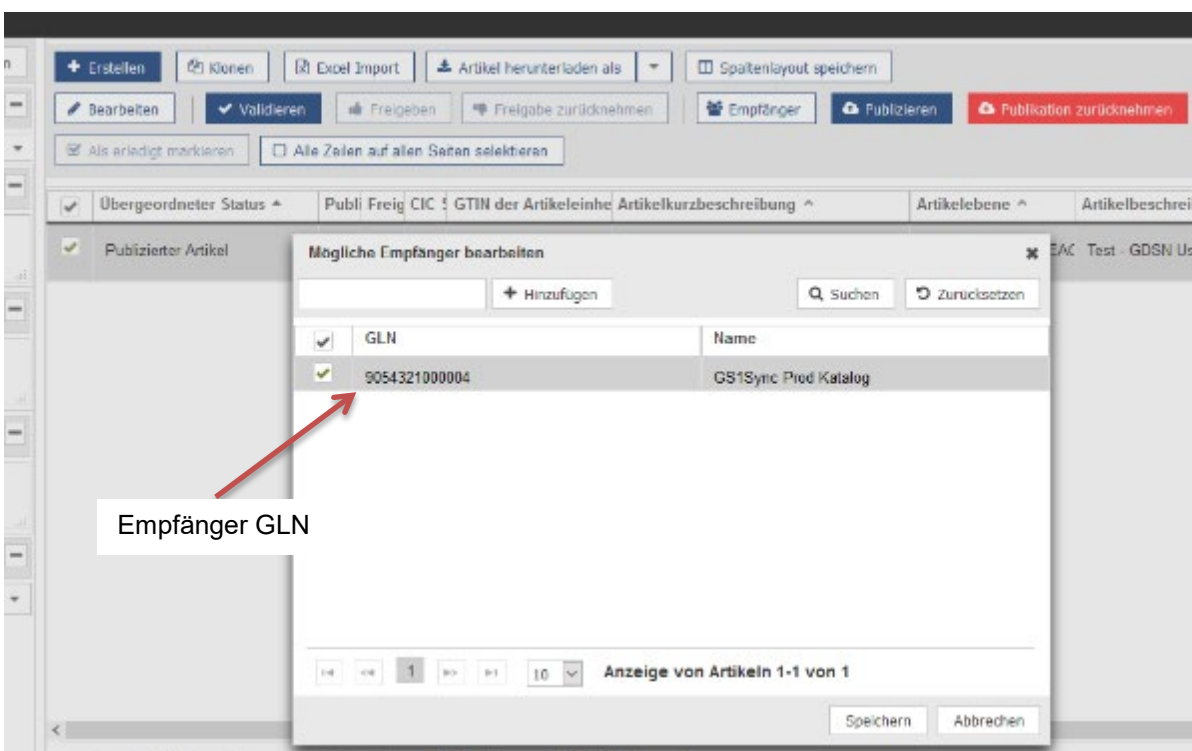 n
Erstellen Klonen Excel Import Artikel herunterladen als Spaltenlayout speichern
Bearbeiten Validieren Freigeben Freigabe zurücknehmen Empfänger Publizieren Publikation zurücknehmen
Als erledigt markieren Alle Zeilen auf allen Seiten selektieren
Übergeordneter Status Publi Freig CIC GTIN der Artikeleinhe Artikelkurzbeschreibung Artikelebene Artikelbeschrei
Publizierter Artikel Mögliche Empfänger bearbeiten EAC Test - GDSN Us
Hinzufügen Suchen Zurücksetzen
GLN Name
9054321000004 GS1Sync Prod Katalog
Empfänger GLN
1 10 Anzeige von Artikeln 1-1 von 1
Speichern Abbrechen